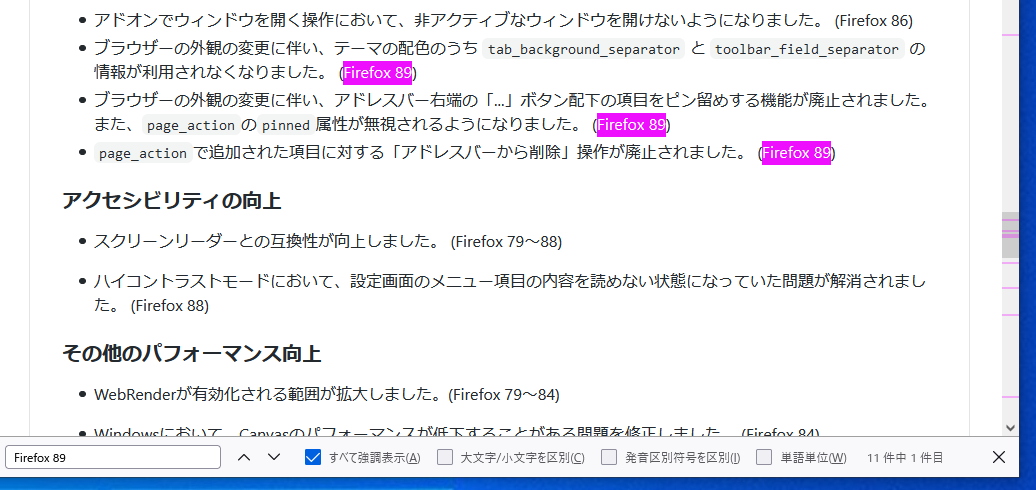 アドオンでウィンドウを開く操作において、非アクティブなウィンドウを開けないようになりました。 (Firefox 86)
ブラウザーの外観の変更に伴い、テーマの配色のうち tab_background_separator と toolbar_field_separator の
情報が利用されなくなりました。 (Firefox 89)
ブラウザーの外観の変更に伴い、アドレスバー右端の「...」ボタン配下の項目をピン留めする機能が廃止されました。
また、 page_action の pinned 属性が無視されるようになりました。 (Firefox 89)
page_action で追加された項目に対する「アドレスバーから削除」操作が廃止されました。 (Firefox 89)
アクセシビリティの向上
スクリーンリーダーとの互換性が向上しました。 (Firefox 79～88)
ハイコントラストモードにおいて、設定画面のメニュー項目の内容を読めない状態になっていた問題が解消されまし
た。 (Firefox 88)
その他のパフォーマンス向上
WebRenderが有効化される範囲が拡大しました。(Firefox 79～84)
Windowsにおいて、Canvasのパフォーマンスが低下することがある問題を修正しました。 (Firefox 84)
Firefox 89 すべて強調表示(A) 大文字/小文字を区別(C) 発音区別符号を区別(I) 単語単位(W) 11 件中 1 件目